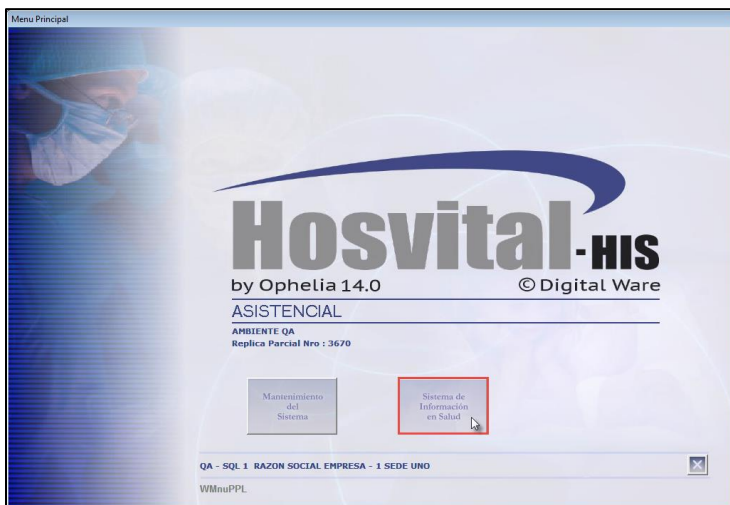 Menu Principal
Hosvital-HIS
by Ophelia 14.0 © Digital Ware
ASISTENCIAL
AMBIENTE QA
Replica Parcial Nro : 3670
Mantenimiento
del
Sistema
Sistema de
Información
en Salud
QA - SQL 1 RAZON SOCIAL EMPRESA - 1 SEDE UNO
WMnuPPL